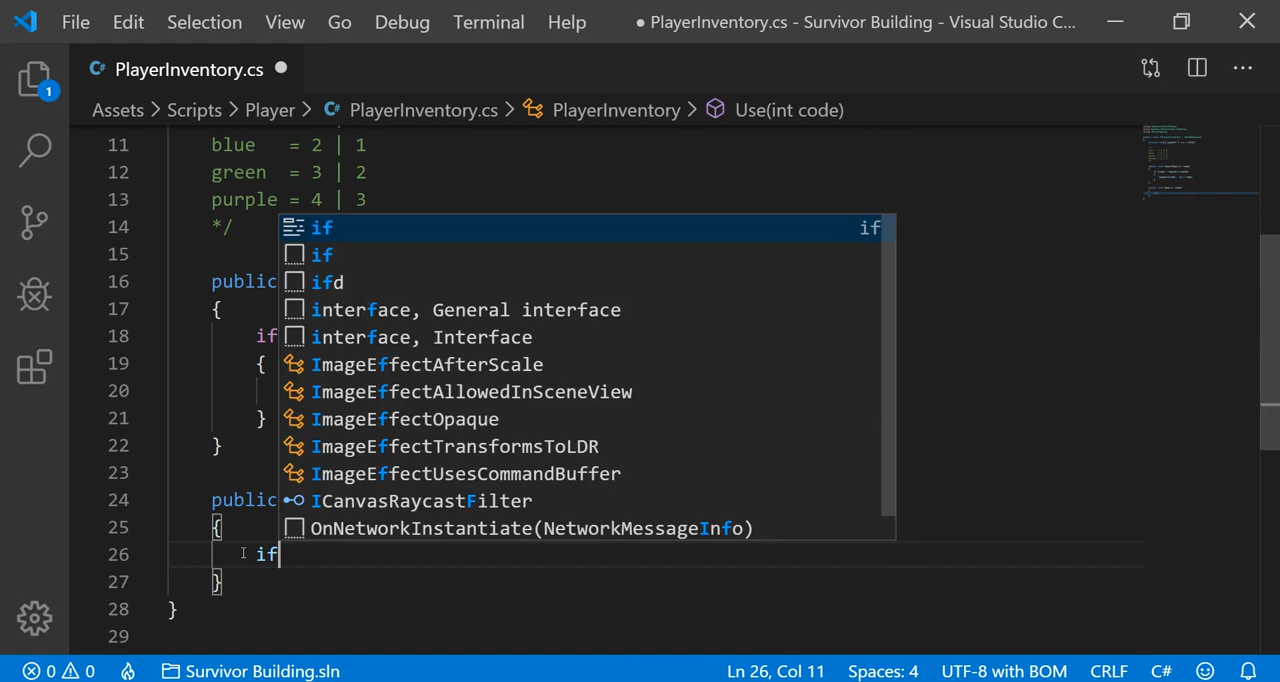 File Edit Selection View Go Debug Terminal Help ● PlayerInventory.cs - Survivor Building - Visual Studio C...
1 C# PlayerInventory.cs ●
Assets > Scripts > Player > C# PlayerInventory.cs > PlayerInventory > Use(int code)
11 blue = 2 | 1
12 green = 3 | 2
13 purple = 4 | 3
14 */
if if
if
15
ifd
16 public
interface, General interface
17 {
interface, Interface
18 if
ImageEffectAfterScale
19 {
ImageEffectAllowedInSceneView
20
ImageEffectOpaque
21 }
ImageEffectTransformsToLDR
22 }
ImageEffectUsesCommandBuffer
23
ICanvasRaycastFilter
24 public
OnNetworkInstantiate(NetworkMessageInfo)
25 {
26 if
27 }
28 }
29
0 0 Survivor Building.sln Ln 26, Col 11 Spaces: 4 UTF-8 with BOM CRLF C#